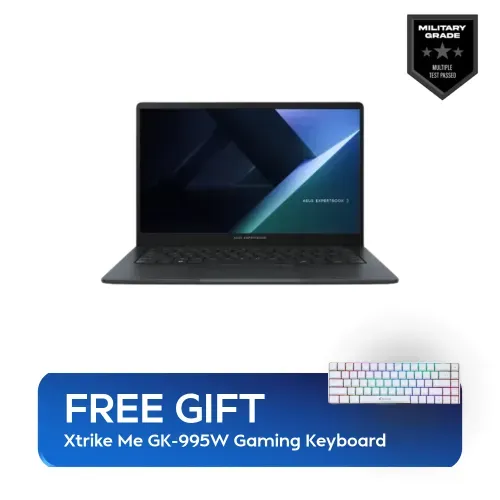 MILITARY
GRADE
MULTIPLE
TEST PASSED
ASUS EXPERTBOOK
FREE GIFT
Xtrike Me GK-995W Gaming Keyboard